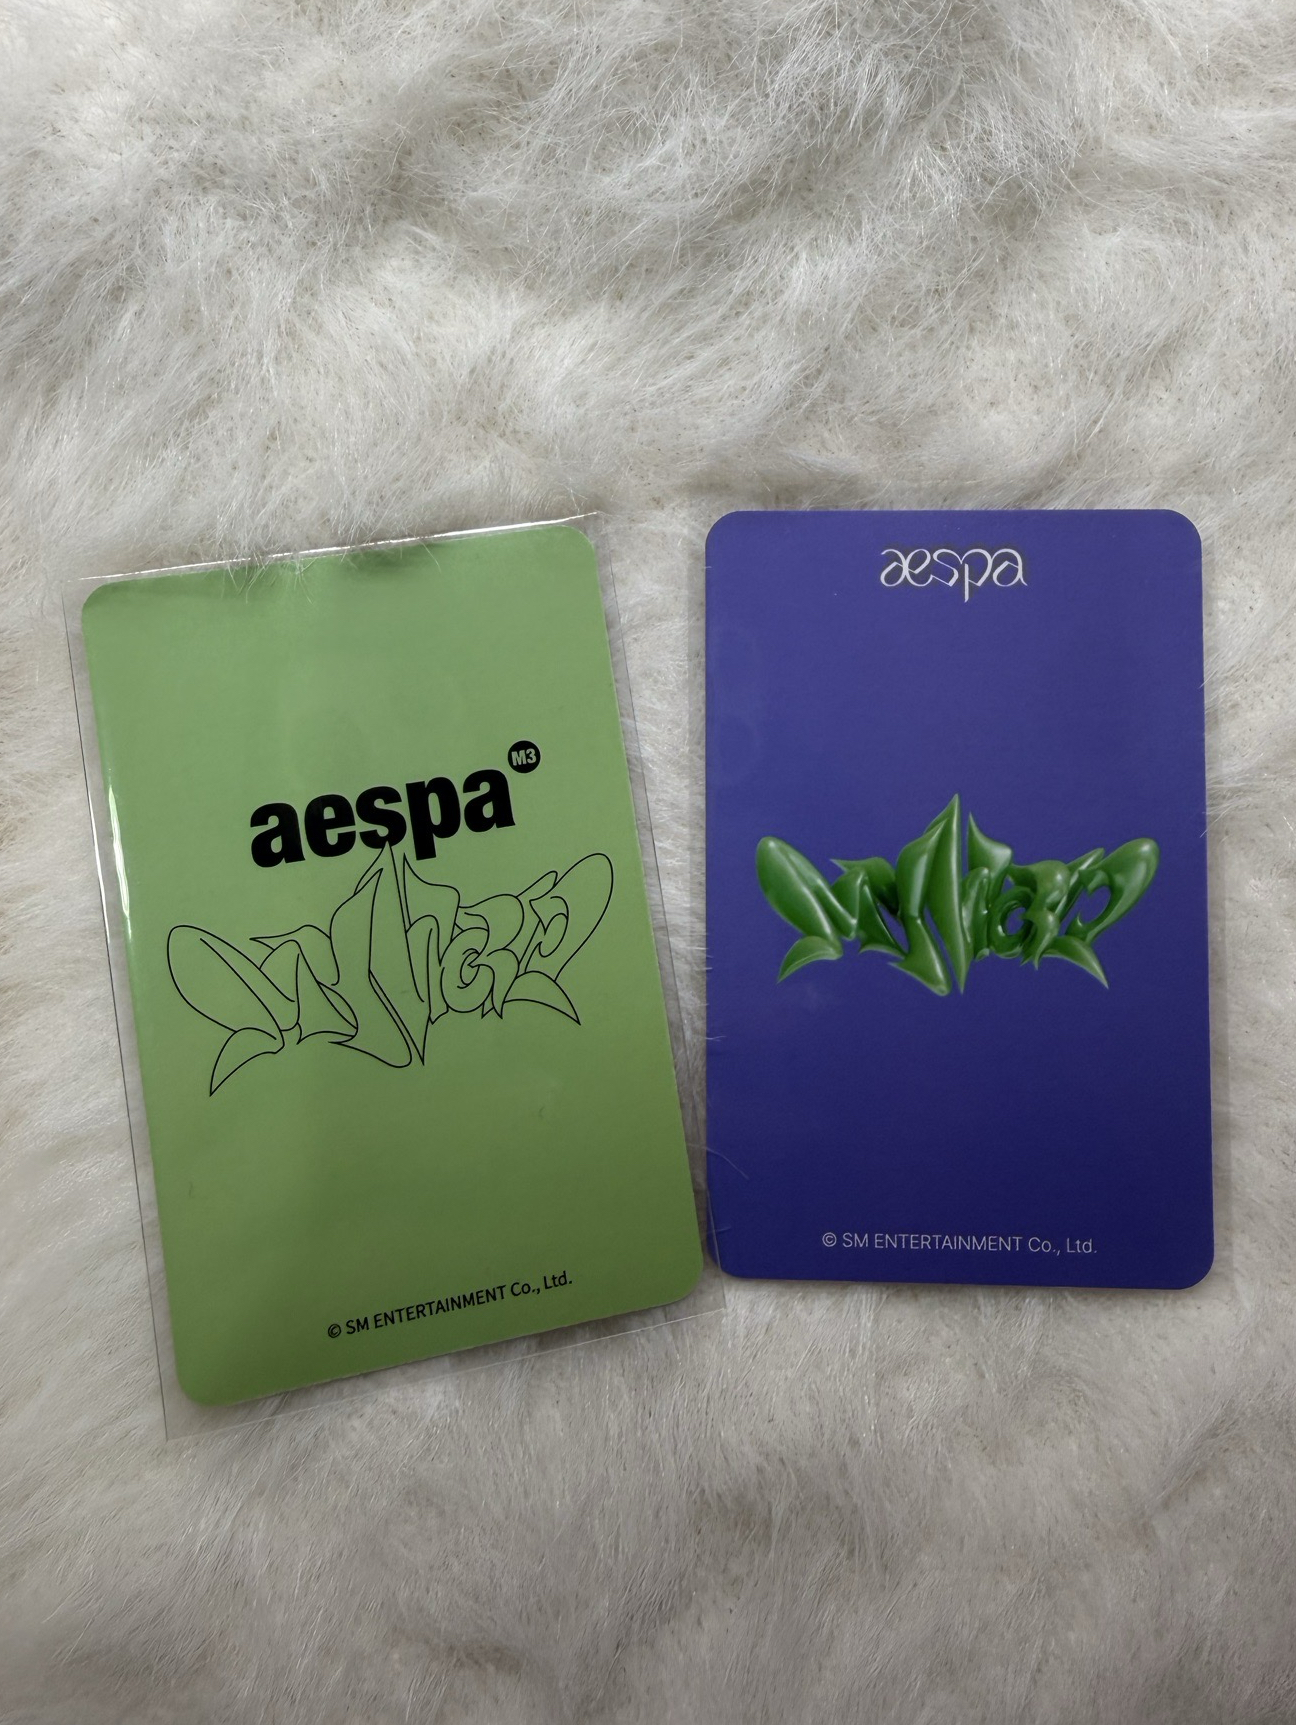 aespa M3
© SM ENTERTAINMENT Co., Ltd.
aespa
© SM ENTERTAINMENT Co., Ltd.